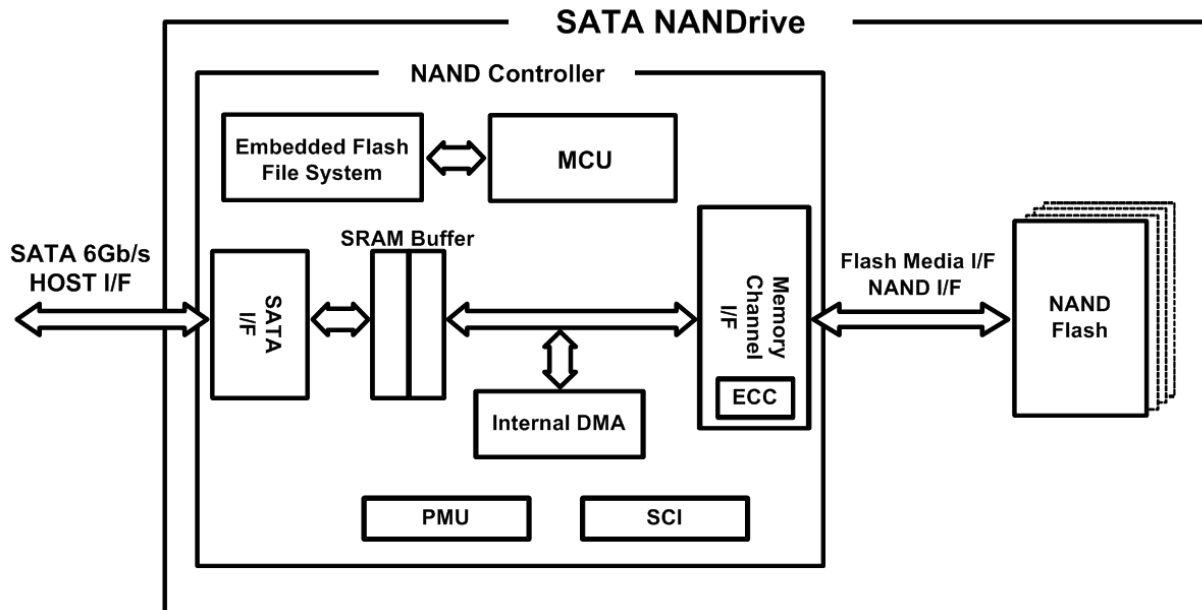 SATA NANDrive
NAND Controller
Embedded Flash
File System
MCU
SRAM Buffer
SATA 6Gb/s
HOST I/F
SATA
I/F
Memory
Channel
I/F
ECC
Flash Media I/F
NAND I/F
NAND
Flash
Internal DMA
PMU
SCI